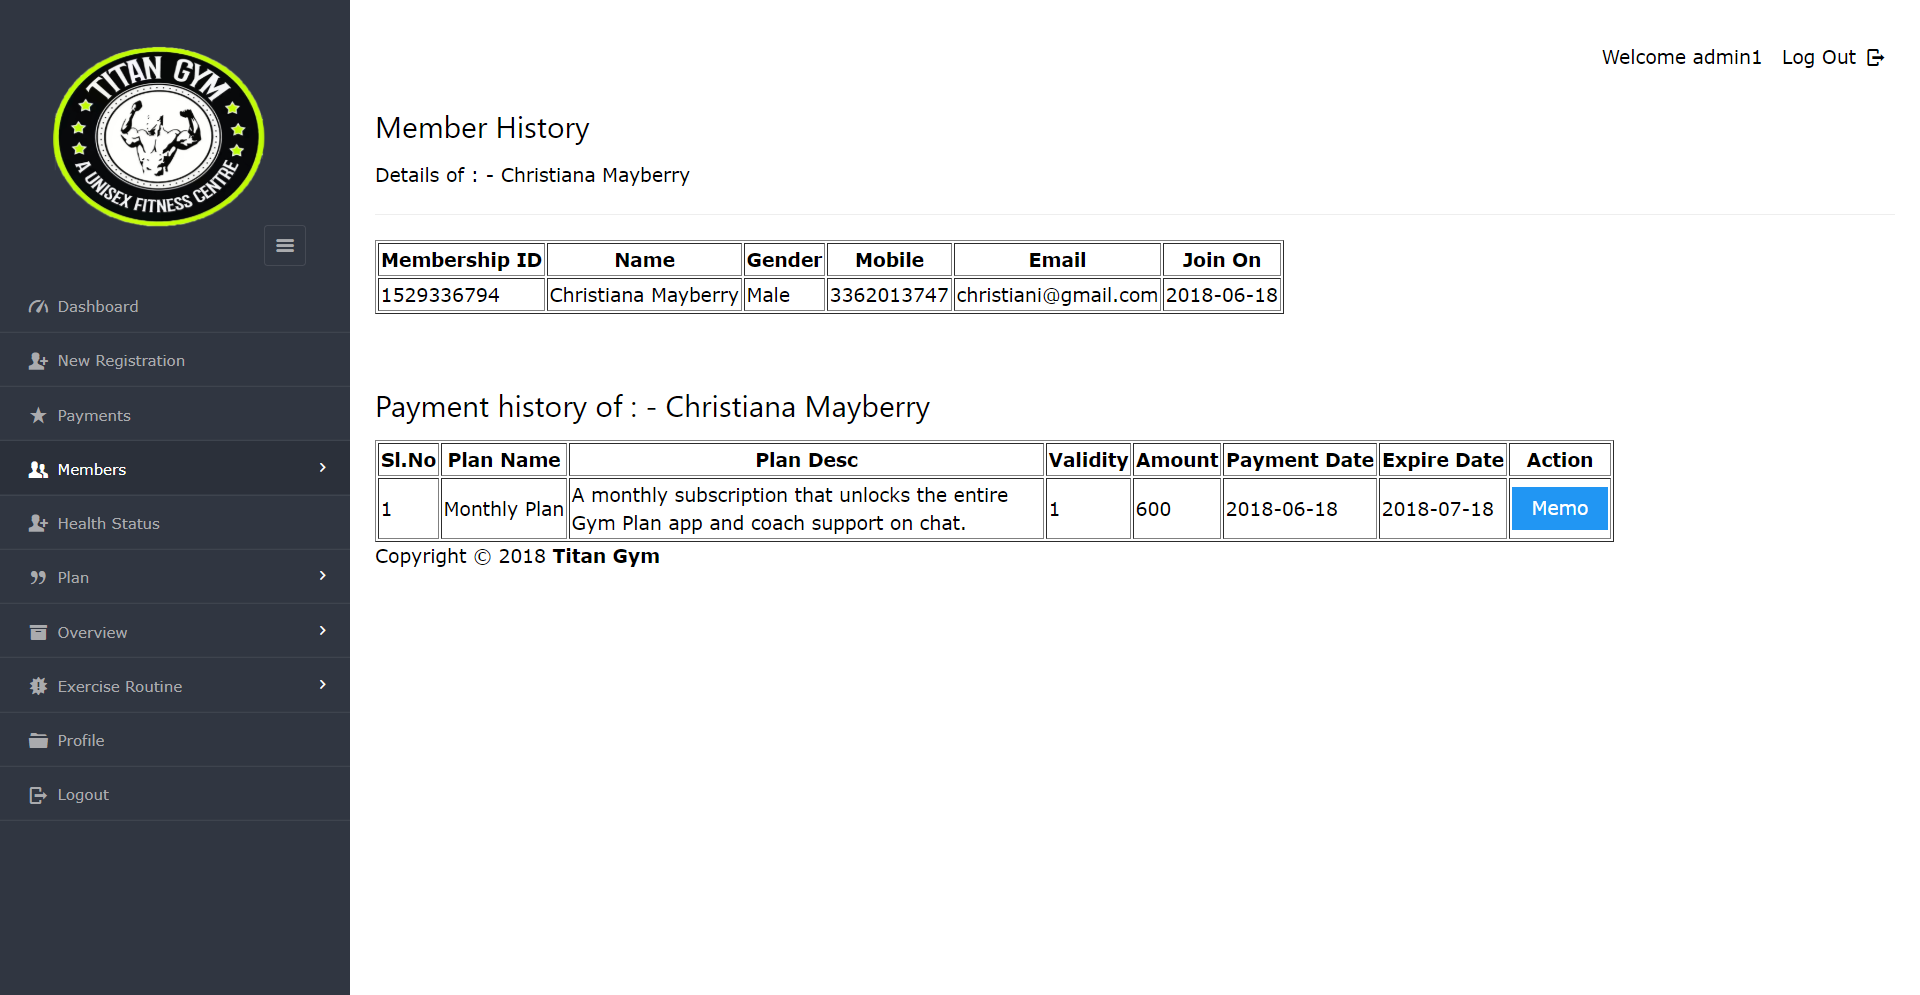 TITAN GYM
A UNISEX FITNESS CENTRE
Welcome admin1 Log Out
Dashboard
New Registration
Payments
Members
Health Status
Plan
Overview
Exercise Routine
Profile
Logout
Member History
Details of : - Christiana Mayberry
Membership ID Name Gender Mobile Email Join On
1529336794 Christiana Mayberry Male 3362013747 christiani@gmail.com 2018-06-18
Payment history of : - Christiana Mayberry
Sl.No Plan Name Plan Desc Validity Amount Payment Date Expire Date Action
1 Monthly Plan A monthly subscription that unlocks the entire
Gym Plan app and coach support on chat. 1 600 2018-06-18 2018-07-18 Memo
Copyright © 2018 Titan Gym